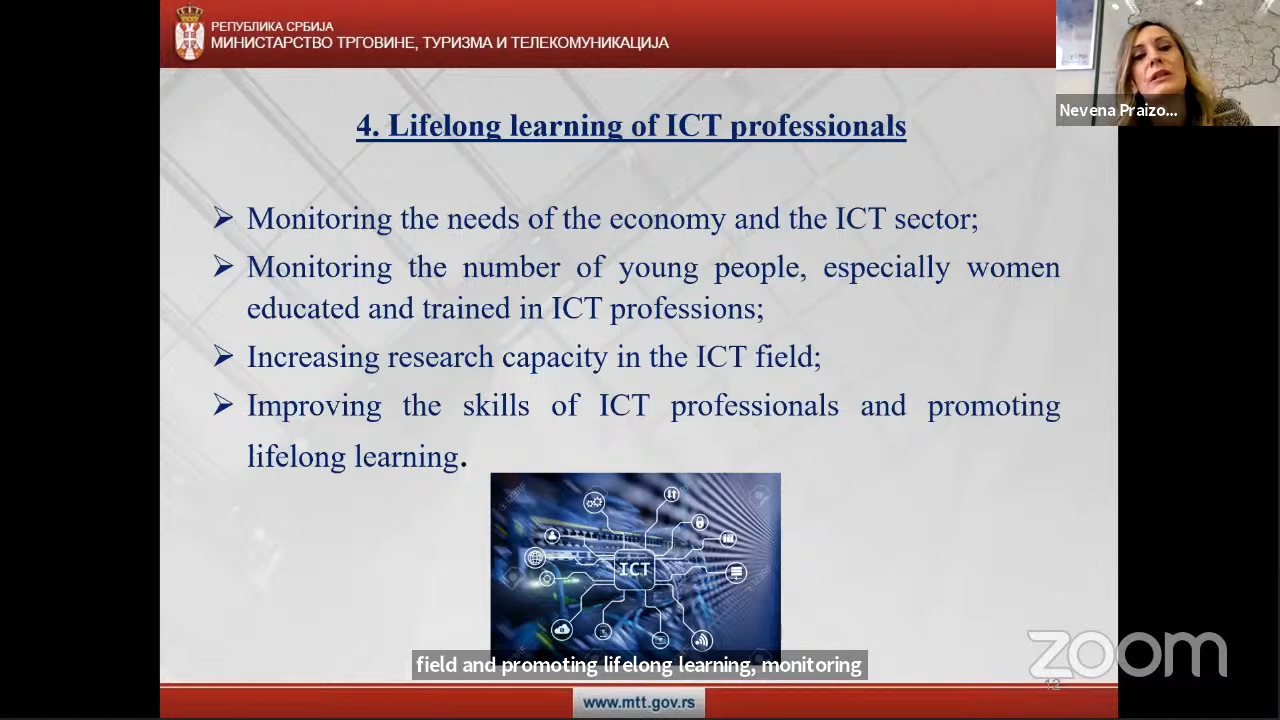 РЕПУБЛИКА СРБИЈА
МИНИСТАРСТВО ТРГОВИНЕ, ТУРИЗМА И ТЕЛЕКОМУНИКАЦИЈА
Nevena Praizo...
4. Lifelong learning of ICT professionals
Monitoring the needs of the economy and the ICT sector;
Monitoring the number of young people, especially women
educated and trained in ICT professions;
Increasing research capacity in the ICT field;
Improving the skills of ICT professionals and promoting
lifelong learning.
ICT
field and promoting lifelong learning, monitoring
zoom
12
www.mtt.gov.rs